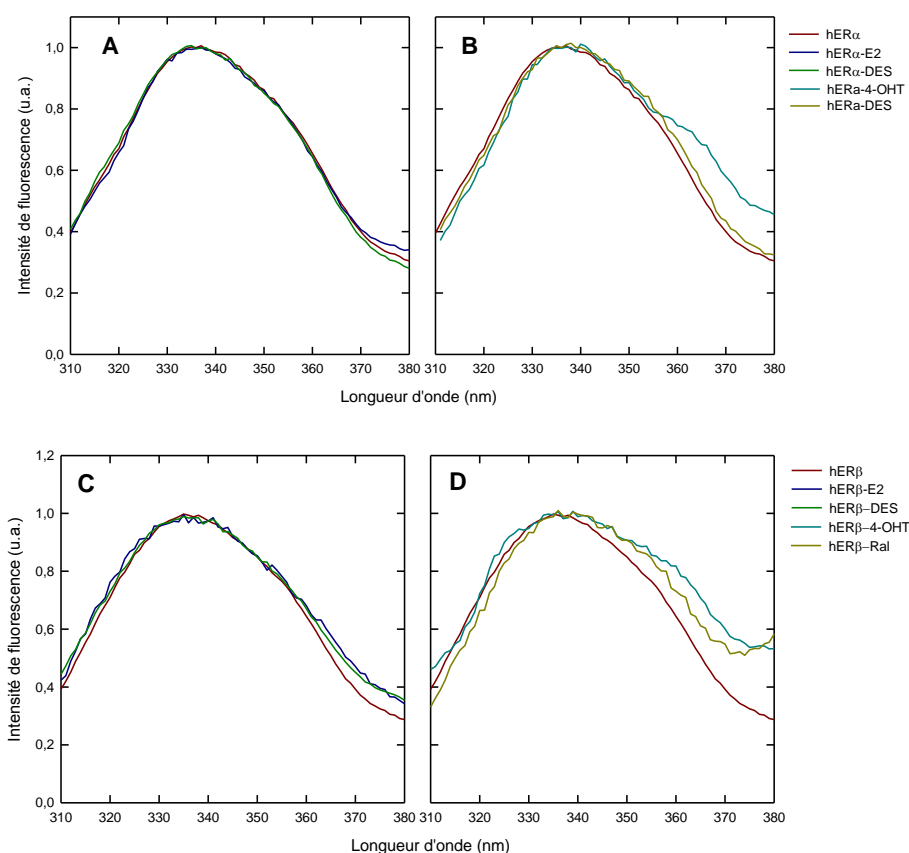 A
B
Intensité de fluorescence (u.a.)
1,0
0,8
0,6
0,4
0,2
0,0
310 320 330 340 350 360 370 380
310 320 330 340 350 360 370 380
Longueur d'onde (nm)
hERα
hERα-E2
hERα-DES
hERa-4-OHT
hERa-DES
C
D
Intensité de fluorescence (u.a.)
1,2
1,0
0,8
0,6
0,4
0,2
0,0
310 320 330 340 350 360 370 380
310 320 330 340 350 360 370 380
Longueur d'onde (nm)
hERβ
hERβ-E2
hERβ–DES
hERβ–4-OHT
hERβ–Ral